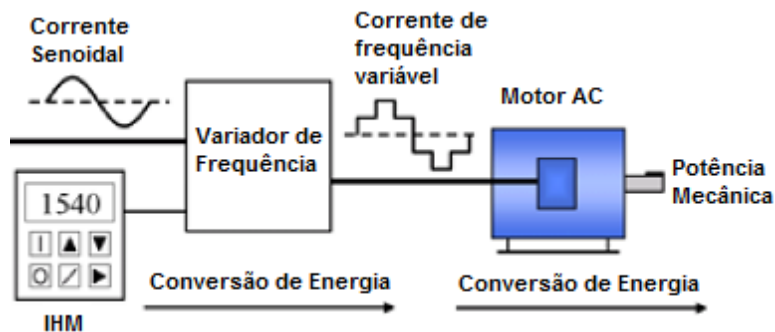 Corrente
Senoidal
Corrente de
frequência
variável
Motor AC
Variador de
Frequência
Potência
Mecânica
1540
Conversão de Energia
Conversão de Energia
IHM